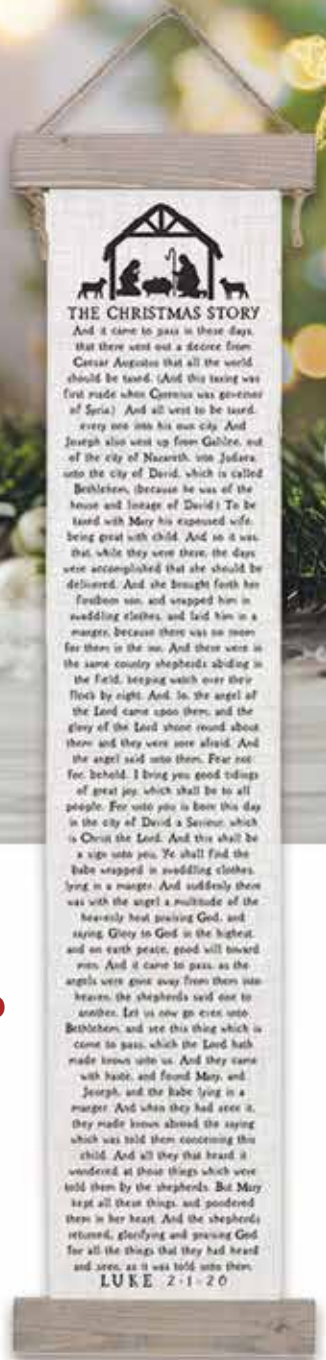 THE CHRISTMAS STORY
And it came to pass in those days,
that there went out a decree from
Caesar Augustus that all the world
should be taxed. (And this taxing was
first made when Cyrenius was governor
of Syria.) And all went to be taxed,
every one into his own city. And
Joseph also went up from Galilee, out
of the city of Nazareth, into Judaea,
unto the city of David, which is called
Bethlehem, (because he was of the
house and lineage of David:) To be
taxed with Mary his espoused wife,
being great with child. And so it was,
that, while they were there, the days
were accomplished that she should be
delivered. And she brought forth her
firstborn son, and wrapped him in
swaddling clothes, and laid him in a
manger, because there was no room
for them in the inn. And there were in
the same country shepherds abiding in
the field, keeping watch over their
flock by night. And, lo, the angel of
the Lord came upon them, and the
glory of the Lord shone round about
them and they were sore afraid. And
the angel said unto them, Fear not:
for, behold, I bring you good tidings
of great joy, which shall be to all
people. For unto you is born this day
in the city of David a Saviour, which
is Christ the Lord. And this shall be
a sign unto you, Ye shall find the
babe wrapped in swaddling clothes,
lying in a manger. And suddenly there
was with the angel a multitude of the
heavenly host praising God, and
saying, Glory to God in the highest,
and on earth peace, good will toward
men. And it came to pass, as the
angels were gone away from them into
heaven, the shepherds said one to
another, Let us now go even unto
Bethlehem, and see this thing which is
come to pass, which the Lord hath
made known unto us. And they came
with haste, and found Mary, and
Joseph, and the babe lying in a
manger. And when they had seen it,
they made known abroad the saying
which was told them concerning this
child. And all they that heard it
wondered at those things which were
told them by the shepherds. But Mary
kept all these things, and pondered
them in her heart. And the shepherds
returned, glorifying and praising God
for all the things that they had heard
and seen, as it was told unto them.
LUKE 2:1-20